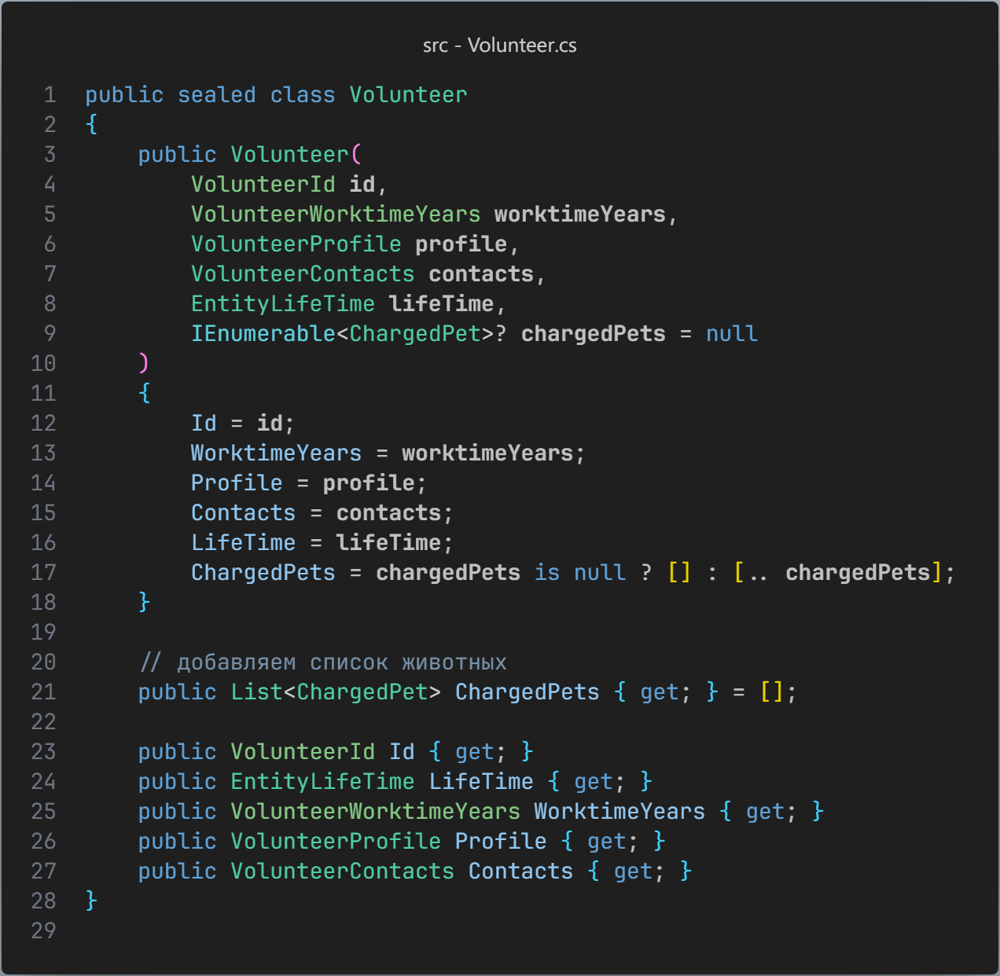 src - Volunteer.cs
1 public sealed class Volunteer
2 {
3     public Volunteer(
4         VolunteerId id,
5         VolunteerWorktimeYears worktimeYears,
6         VolunteerProfile profile,
7         VolunteerContacts contacts,
8         EntityLifeTime lifeTime,
9         IEnumerable<ChargedPet>? chargedPets = null
10     )
11     {
12         Id = id;
13         WorktimeYears = worktimeYears;
14         Profile = profile;
15         Contacts = contacts;
16         LifeTime = lifeTime;
17         ChargedPets = chargedPets is null ? [] : [.. chargedPets];
18     }
19
20     // добавляем список животных
21     public List<ChargedPet> ChargedPets { get; } = [];
22
23     public VolunteerId Id { get; }
24     public EntityLifeTime LifeTime { get; }
25     public VolunteerWorktimeYears WorktimeYears { get; }
26     public VolunteerProfile Profile { get; }
27     public VolunteerContacts Contacts { get; }
28 }
29